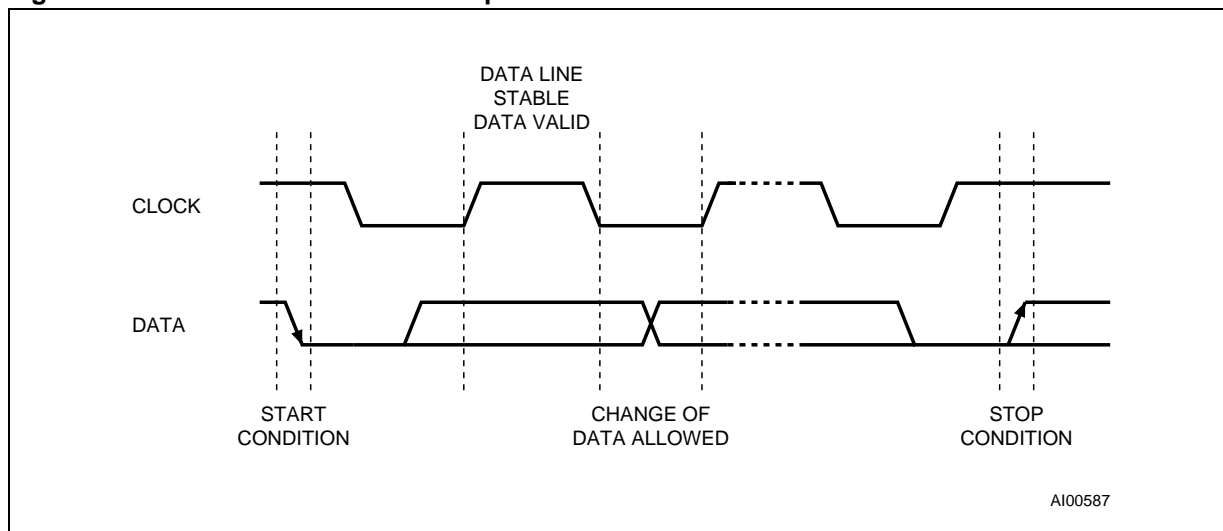 DATA LINE
STABLE
DATA VALID
CLOCK
DATA
START
CONDITION
CHANGE OF
DATA ALLOWED
STOP
CONDITION
AI00587